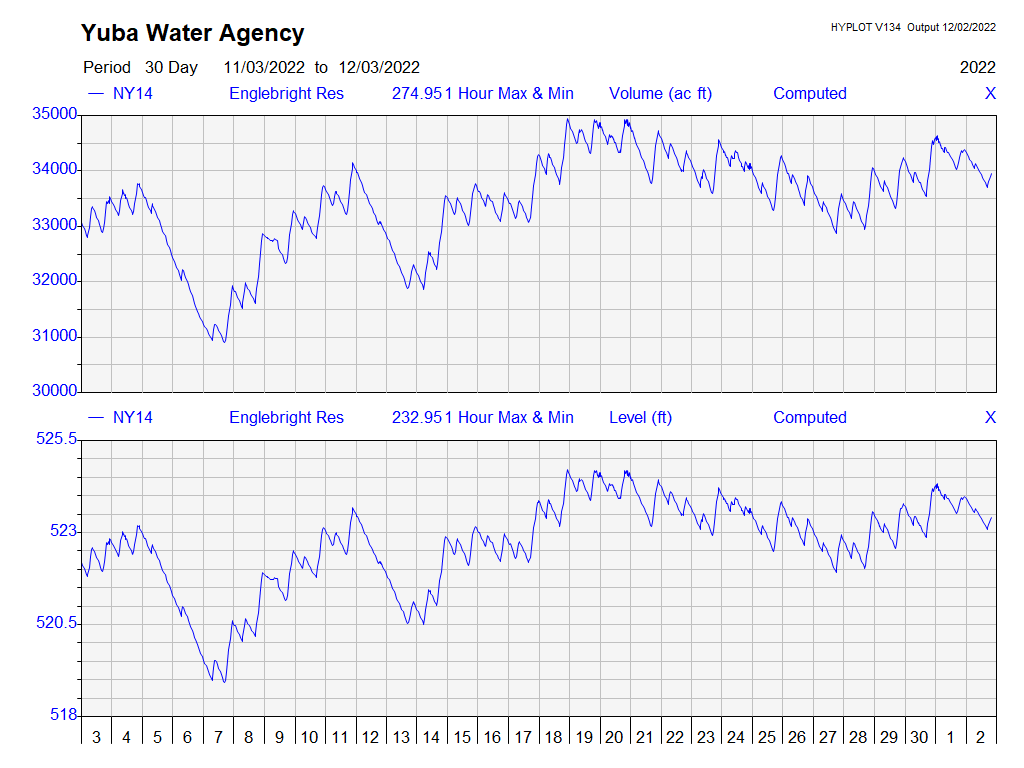 Yuba Water Agency
HYPLOT V134 Output 12/02/2022
Period 30 Day 11/03/2022 to 12/03/2022 2022
NY14 Englebright Res 274.951 Hour Max & Min Volume (ac ft) Computed X
35000
34000
33000
32000
31000
30000
NY14 Englebright Res 232.951 Hour Max & Min Level (ft) Computed X
525.5
523
520.5
518
3 4 5 6 7 8 9 10 11 12 13 14 15 16 17 18 19 20 21 22 23 24 25 26 27 28 29 30 1 2